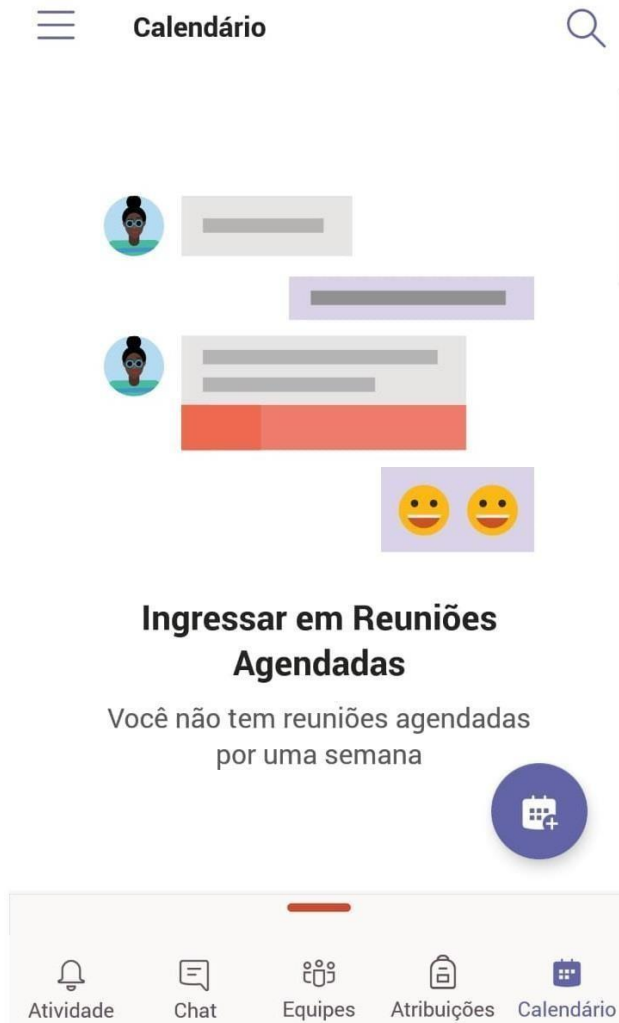 Calendário
Ingressar em Reuniões
Agendadas
Você não tem reuniões agendadas
por uma semana
Atividade
Chat
Equipes
Atribuições
Calendário